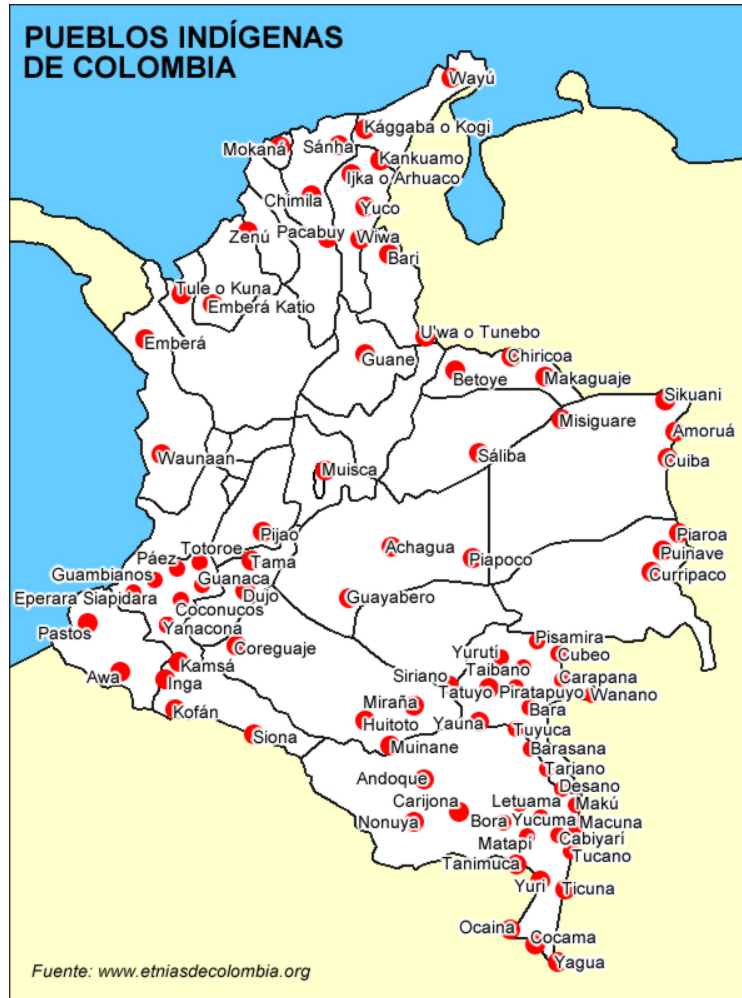 PUEBLOS INDÍGENAS
DE COLOMBIA
Wayú
Kággaba o Kogi
Mokaná
Sánha
Kankuamo
Ijka o Arhuaco
Chimila
Yuco
Zenú
Pacabuy
Wiwa
Bari
Tule o Kuna
Emberá Katio
Emberá
U'wa o Tunebo
Guane
Chiricoa
Betoye
Makaguaje
Sikuani
Misiguare
Amoruá
Waunaan
Sáliba
Cuiba
Muisca
Pijao
Piaroa
Totoroe
Achagua
Puinave
Páez
Tama
Piapoco
Guambianos
Guanaca
Curripaco
Eperara Siapidara
Dujo
Guayabero
Coconucos
Pastos
Yanacona
Coreguaje
Pisamira
Yurutí
Cubeo
Kamsá
Taibano
Awa
Siriano
Carapana
Inga
Tatuyo
Piratapuyo
Wanano
Miraña
Bara
Kofán
Huitoto
Yauna
Tuyuca
Siona
Muinane
Barasana
Tariano
Andoque
Desano
Carijona
Letuama
Makú
Nonuya
Bora
Yucuma
Macuna
Matapí
Cabiyarí
Tucano
Tanimuca
Yuri
Ticuna
Ocaina
Cocama
Yagua
Fuente: www.etniasdecolombia.org